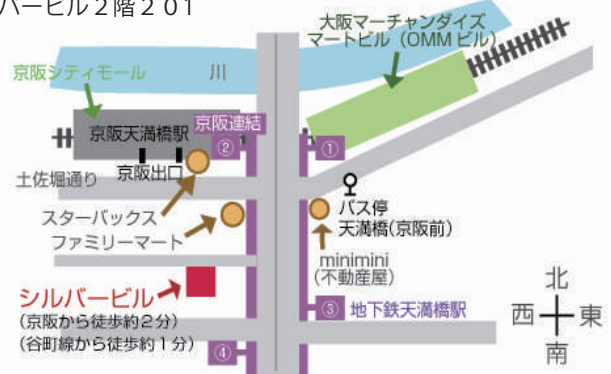 バービル２階２０１
大阪マーチャンダイズ
マートビル（OMMビル）
京阪シティモール
川
京阪連結
京阪天満橋駅
②
①
京阪出口
土佐堀通り
バス停
天満橋(京阪前)
スターバックス
ファミリーマート
minimini
(不動産屋)
シルバービル
(京阪から徒歩約２分)
(谷町線から徒歩約１分)
③ 地下鉄天満橋駅
④
北
西 東
南